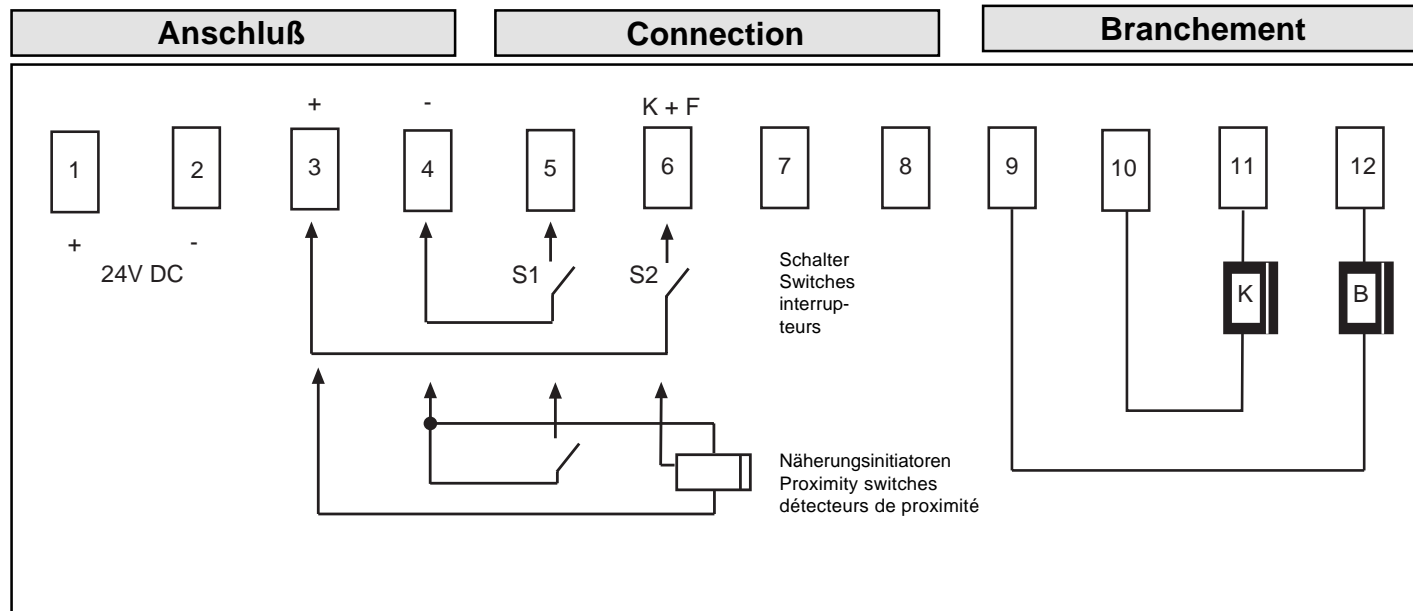 Anschluß Connection Branchement
+ - K + F
1 2 3 4 5 6 7 8 9 10 11 12
+ -
24V DC
S1 S2
Schalter
Switches
interrup-
teurs
K B
Näherungsinitiatoren
Proximity switches
détecteurs de proximité